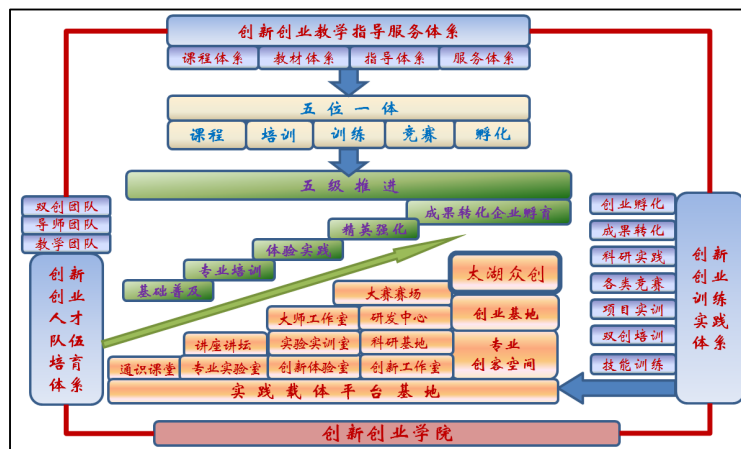 创新创业教学指导服务体系
课程体系 教材体系 指导体系 服务体系
五位一体
课程 培训 训练 竞赛 孵化
五级推进
成果转化企业孵育
精英强化
体验实践
专业培训
基础普及
双创团队
导师团队
教学团队
创新
创业
人才
队伍
培育
体系
太湖众创
大赛赛场
创业基地
大师工作室 研发中心
讲座讲坛 实验实训室 科研基地
专业
创客空间
通识课堂 专业实验室 创新体验室 创新工作室
实践载体平台基地
创业孵化
成果转化
科研实践
各类竞赛
项目实训
双创培训
技能训练
创新
创业
训练
实践
体系
创新创业学院